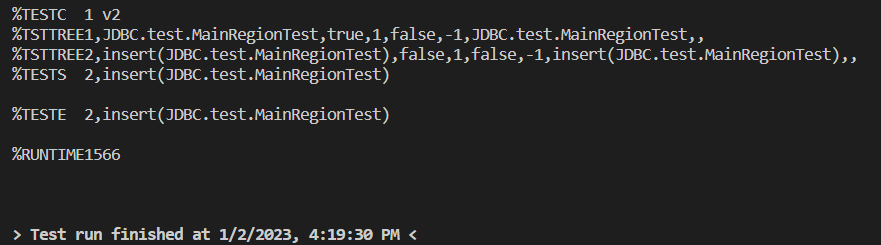 %TESTC  1 v2
%TSTTREE1,JDBC.test.MainRegionTest,true,1,false,-1,JDBC.test.MainRegionTest,,
%TSTTREE2,insert(JDBC.test.MainRegionTest),false,1,false,-1,insert(JDBC.test.MainRegionTest),,
%TESTS  2,insert(JDBC.test.MainRegionTest)
%TESTE  2,insert(JDBC.test.MainRegionTest)
%RUNTIME1566
> Test run finished at 1/2/2023, 4:19:30 PM <